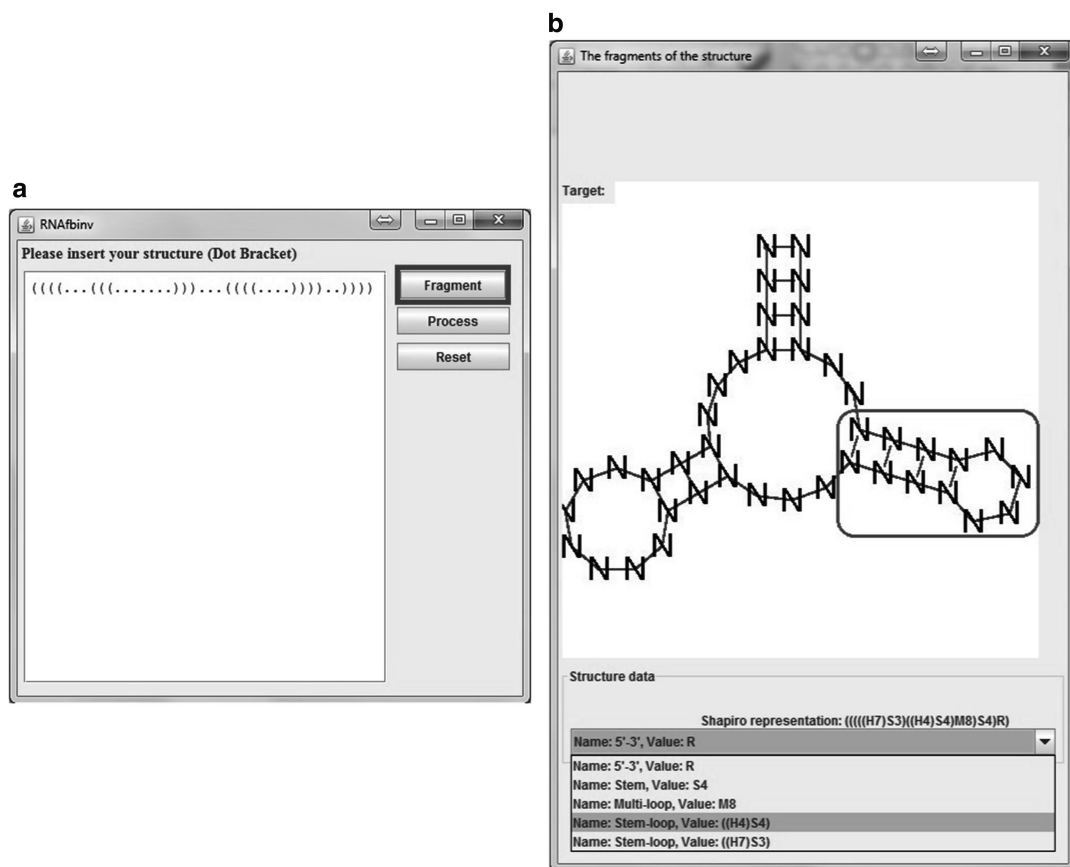 b
The fragments of the structure
a
RNAfbinv
Please insert your structure (Dot Bracket)
((((...(((.......)))...((((....))))..))))
Fragment
Process
Reset
Target:
N N
N N
N N
N N
N N
N N
N N
N N N N
N N N N N N
N N N N N N N
N N N N N N N N
N N N N N
N N
Structure data
Shapiro representation: (((((H7)S3)((H4)S4)M8)S4)R)
Name: 5'-3', Value: R
Name: 5'-3', Value: R
Name: Stem, Value: S4
Name: Multi-loop, Value: M8
Name: Stem-loop, Value: ((H4)S4)
Name: Stem-loop, Value: ((H7)S3)